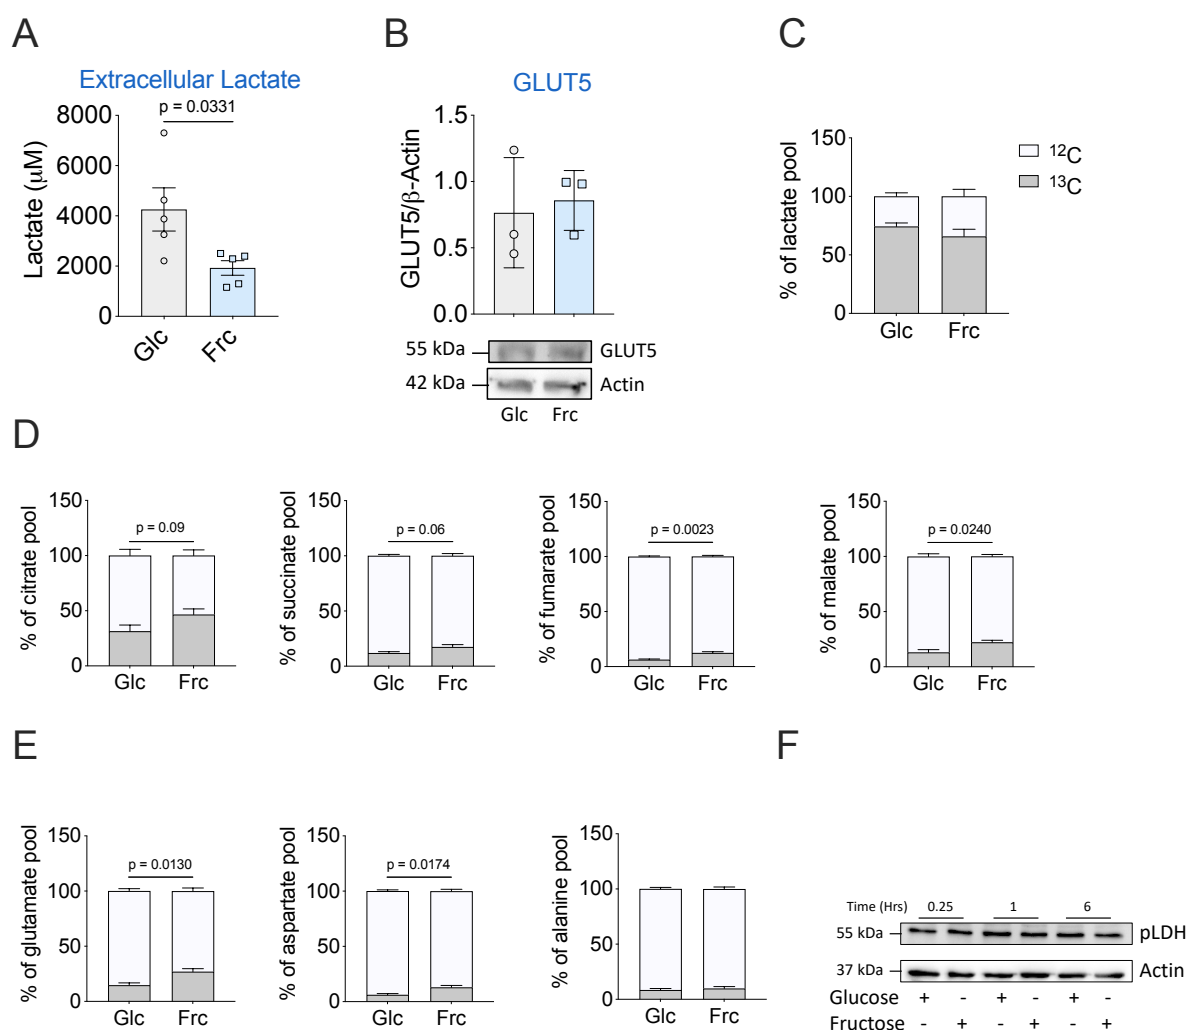 A
Extracellular Lactate
p = 0.0331
Lactate (μM)
8000
6000
4000
2000
0
Glc
Frc
B
GLUT5
GLUT5/β-Actin
1.5
1.0
0.5
0.0
55 kDa
GLUT5
42 kDa
Actin
Glc
Frc
C
% of lactate pool
150
100
50
0
Glc
Frc
¹²C
¹³C
D
% of citrate pool
150
100
50
0
p = 0.09
Glc
Frc
% of succinate pool
150
100
50
0
p = 0.06
Glc
Frc
% of fumarate pool
150
100
50
0
p = 0.0023
Glc
Frc
% of malate pool
150
100
50
0
p = 0.0240
Glc
Frc
E
% of glutamate pool
150
100
50
0
p = 0.0130
Glc
Frc
% of aspartate pool
150
100
50
0
p = 0.0174
Glc
Frc
% of alanine pool
150
100
50
0
Glc
Frc
F
Time (Hrs) 0.25 1 6
55 kDa
pLDH
37 kDa
Actin
Glucose + - + - + -
Fructose - + - + - +